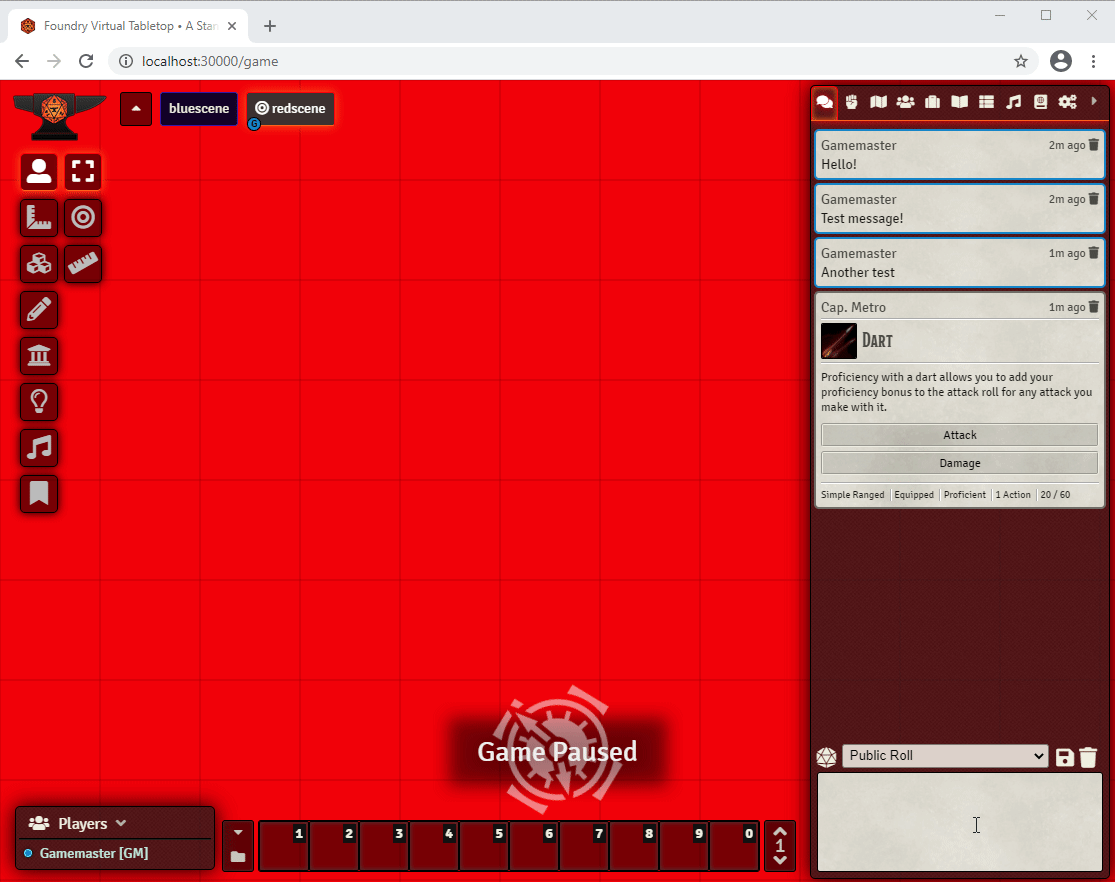 Foundry Virtual Tabletop • A Stan
localhost:30000/game
bluescene
redscene
G
Gamemaster 2m ago
Hello!
Gamemaster 2m ago
Test message!
Gamemaster 1m ago
Another test
Cap. Metro 1m ago
Dart
Proficiency with a dart allows you to add your
proficiency bonus to the attack roll for any attack you
make with it.
Attack
Damage
Simple Ranged Equipped Proficient 1 Action 20 / 60
Game Paused
Public Roll
Players
Gamemaster [GM]
1 2 3 4 5 6 7 8 9 0
1